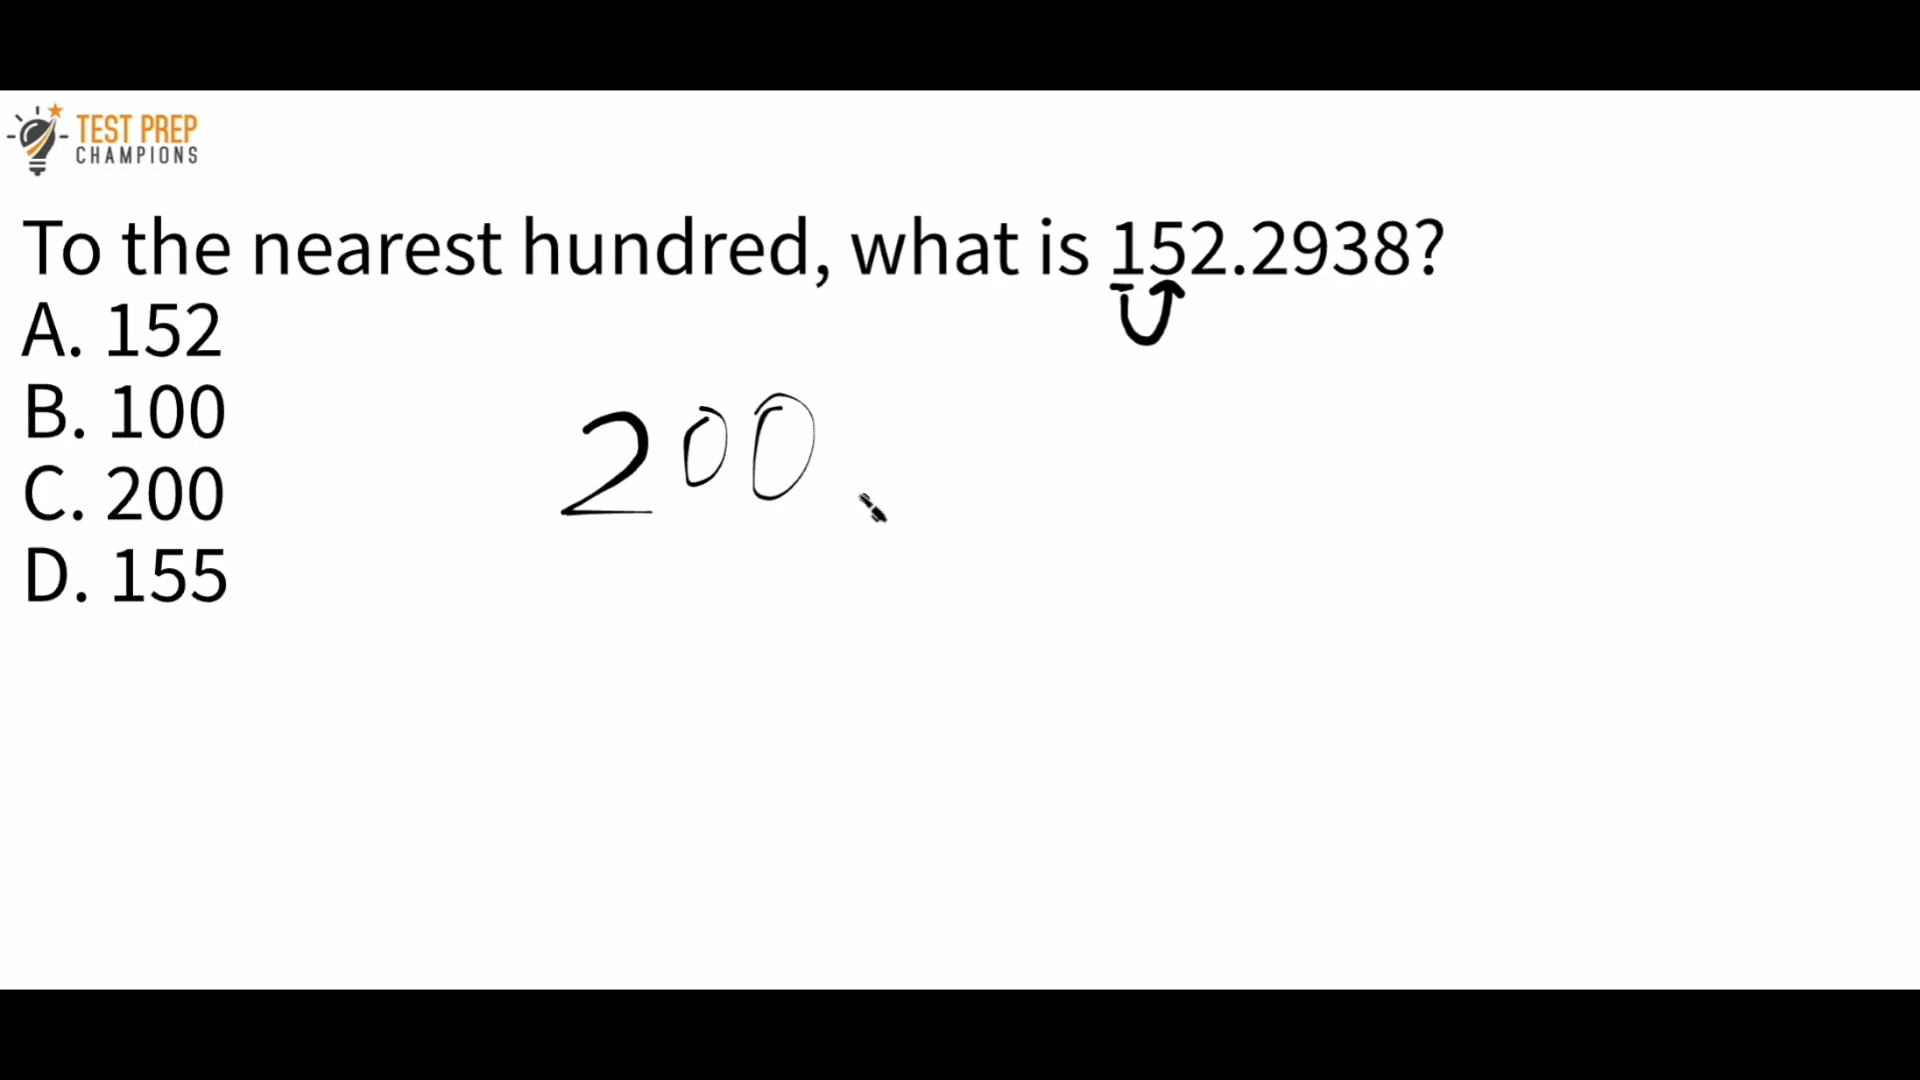 TEST PREP
CHAMPIONS
To the nearest hundred, what is 152.2938?
A. 152
B. 100
C. 200
D. 155
200